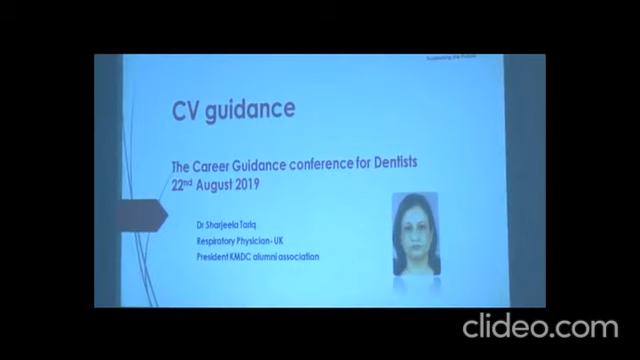 CV guidance
The Career Guidance conference for Dentists
22nd August 2019
Dr Sharjeela Tariq
Respiratory Physician- UK
President KMDC alumni association
clideo.com